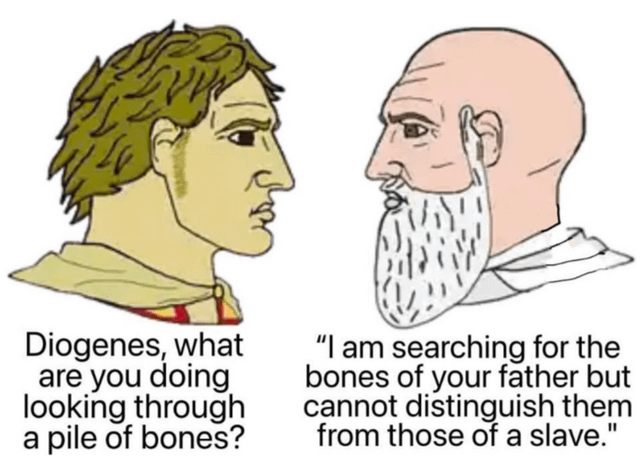 Diogenes, what
are you doing
looking through
a pile of bones?
"I am searching for the
bones of your father but
cannot distinguish them
from those of a slave."